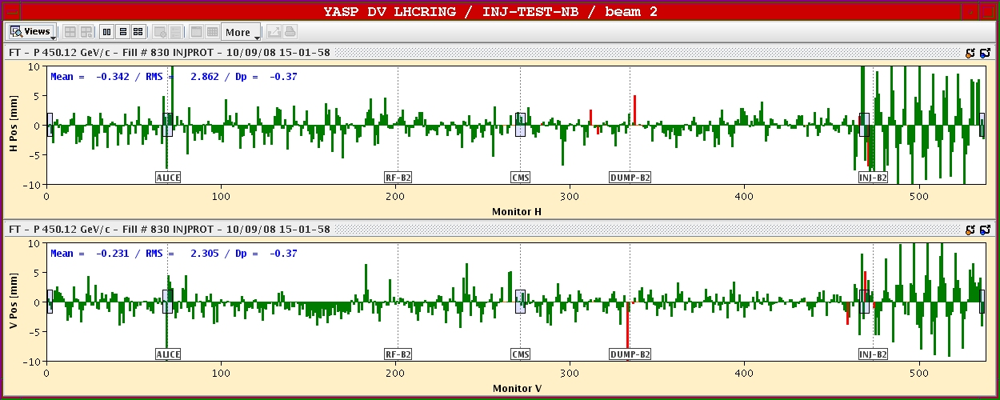 YASP DV LHCRING / INJ-TEST-NB / beam 2
Views More
FT - P 450.12 GeV/c - Fill # 830 INJPROT - 10/09/08 15-01-58
Mean = -0.342 / RMS = 2.862 / Dp = -0.37
H Pos [mm]
10
5
0
-5
-10
ALICE RF-B2 CMS DUMP-B2 INJ-B2
0 100 200 300 400 500
Monitor H
FT - P 450.12 GeV/c - Fill # 830 INJPROT - 10/09/08 15-01-58
Mean = -0.231 / RMS = 2.305 / Dp = -0.37
V Pos [mm]
10
5
0
-5
-10
ALICE RF-B2 CMS DUMP-B2 INJ-B2
0 100 200 300 400 500
Monitor V